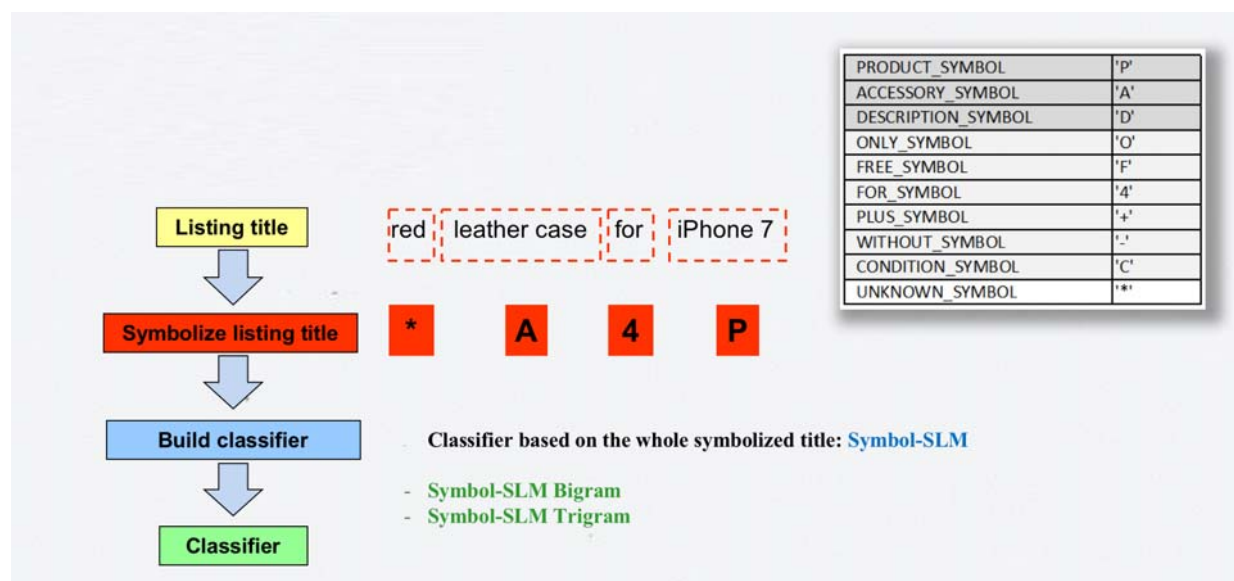 PRODUCT_SYMBOL 'P'
ACCESSORY_SYMBOL 'A'
DESCRIPTION_SYMBOL 'D'
ONLY_SYMBOL 'O'
FREE_SYMBOL 'F'
FOR_SYMBOL '4'
PLUS_SYMBOL '+'
WITHOUT_SYMBOL '-'
CONDITION_SYMBOL 'C'
UNKNOWN_SYMBOL '*'
Listing title red leather case for iPhone 7
Symbolize listing title * A 4 P
Build classifier Classifier based on the whole symbolized title: Symbol-SLM
- Symbol-SLM Bigram
- Symbol-SLM Trigram
Classifier